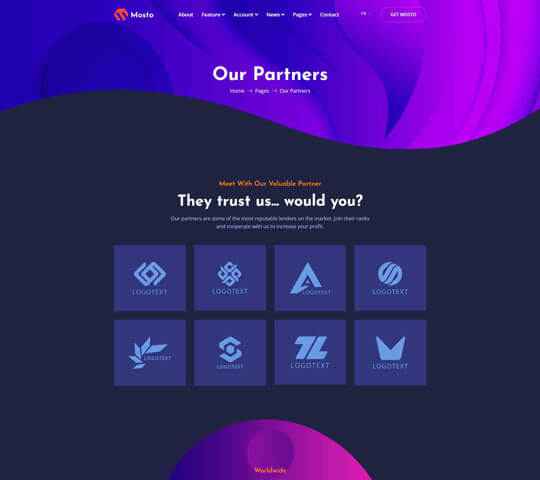 Mosto About Feature Account News Pages Contact GET MOSTO
Our Partners
Home → Pages → Our Partners
Meet With Our Valuable Partner
They trust us... would you?
Our partners are some of the most reputable lenders on the market. Join their ranks
and cooperate with us to increase your profit.
LOGOTEXT LOGOTEXT LOGOTEXT LOGOTEXT
LOGOTEXT LOGOTEXT LOGOTEXT LOGOTEXT
Worldwide